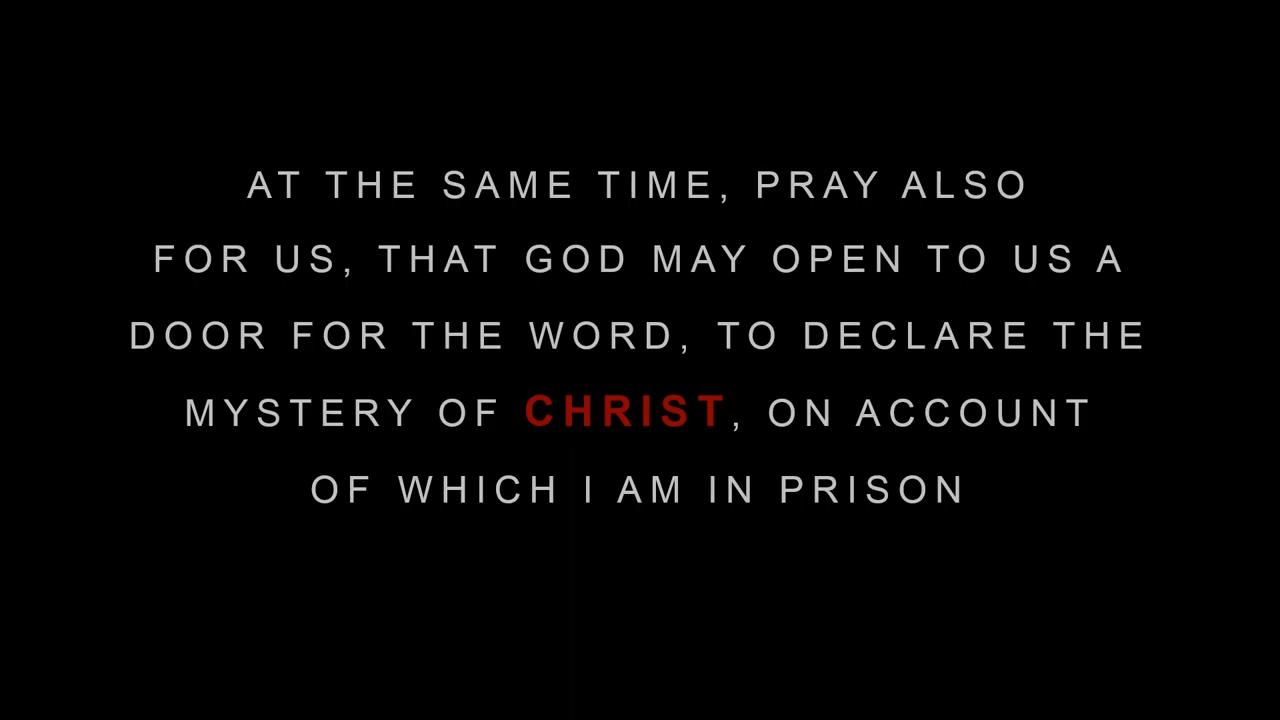 AT THE SAME TIME, PRAY ALSO
FOR US, THAT GOD MAY OPEN TO US A
DOOR FOR THE WORD, TO DECLARE THE
MYSTERY OF CHRIST, ON ACCOUNT
OF WHICH I AM IN PRISON